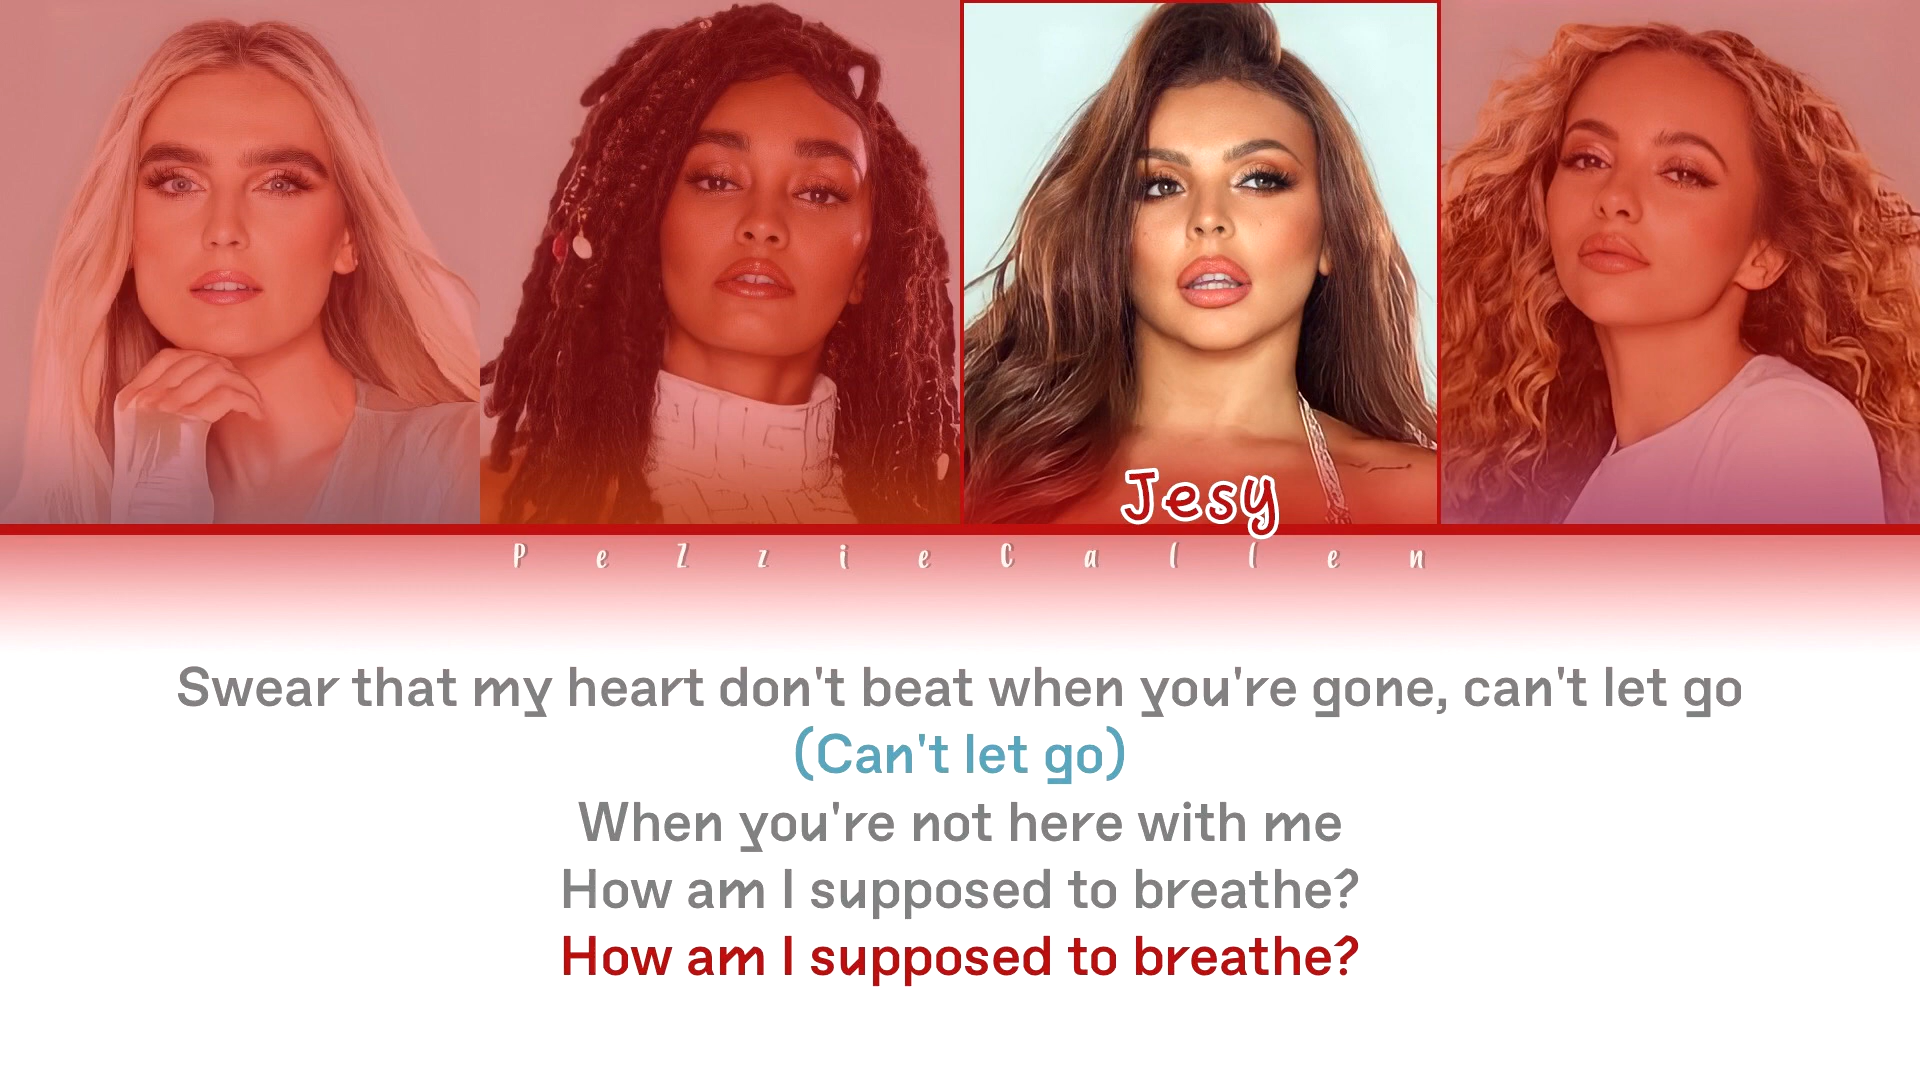 Jesy
PeZzieCallen
Swear that my heart don't beat when you're gone, can't let go
(Can't let go)
When you're not here with me
How am I supposed to breathe?
How am I supposed to breathe?